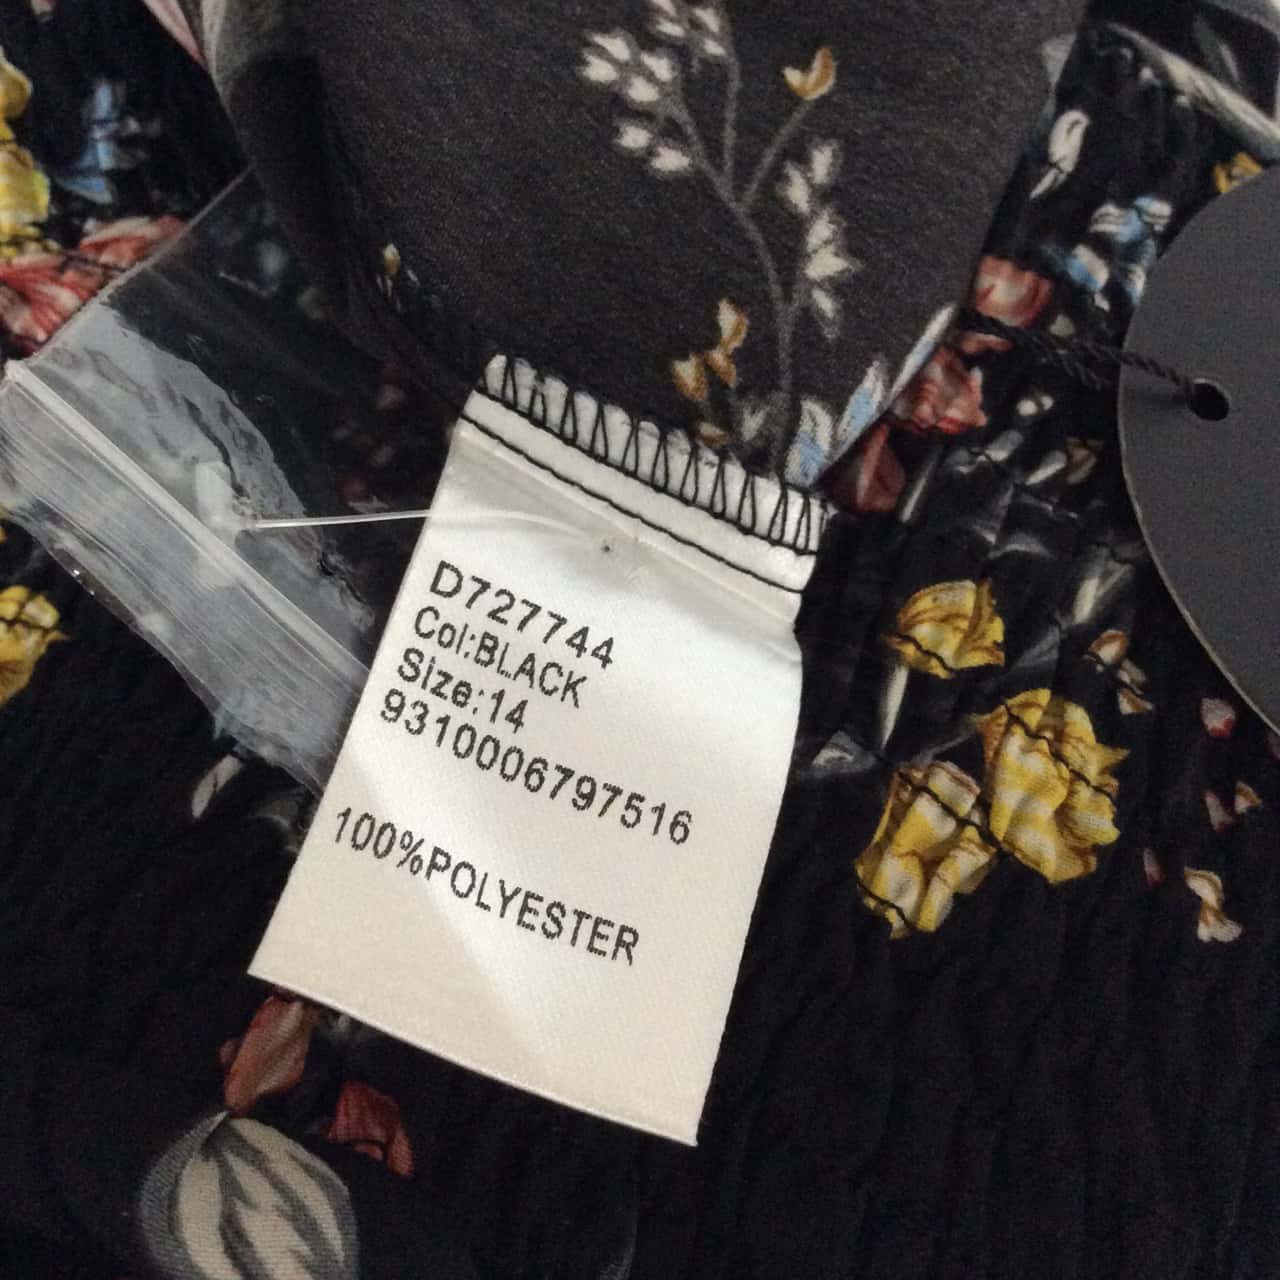 D727744
Col:BLACK
Size:14
9310006797516
100%POLYESTER